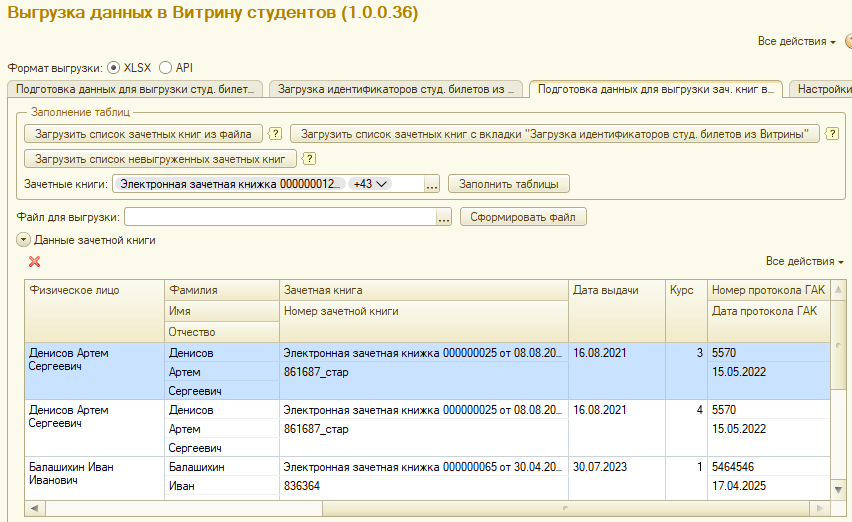 Выгрузка данных в Витрину студентов (1.0.0.36)
Все действия
Формат выгрузки: XLSX API
Подготовка данных для выгрузки студ. билет... Загрузка идентификаторов студ. билетов из ... Подготовка данных для выгрузки зач. книг в... Настройки
Заполнение таблиц
Загрузить список зачетных книг из файла ? Загрузить список зачетных книг с вкладки "Загрузка идентификаторов студ. билетов из Витрины" ?
Загрузить список невыгруженных зачетных книг ?
Зачетные книги: Электронная зачетная книжка 000000012... +43 ... Заполнить таблицы
Файл для выгрузки: ... Сформировать файл
Данные зачетной книги
Все действия
Физическое лицо Фамилия Зачетная книга Дата выдачи Курс Номер протокола ГАК
Имя Номер зачетной книги Дата протокола ГАК
Отчество
Денисов Артем Сергеевич Денисов Электронная зачетная книжка 000000025 от 08.08.20... 16.08.2021 3 5570
Артем 861687_стар 15.05.2022
Сергеевич
Денисов Артем Сергеевич Денисов Электронная зачетная книжка 000000025 от 08.08.20... 16.08.2021 4 5570
Артем 861687_стар 15.05.2022
Сергеевич
Балашихин Иван Иванович Балашихин Электронная зачетная книжка 000000065 от 30.04.20... 30.07.2023 1 5464546
Иван 836364 17.04.2025